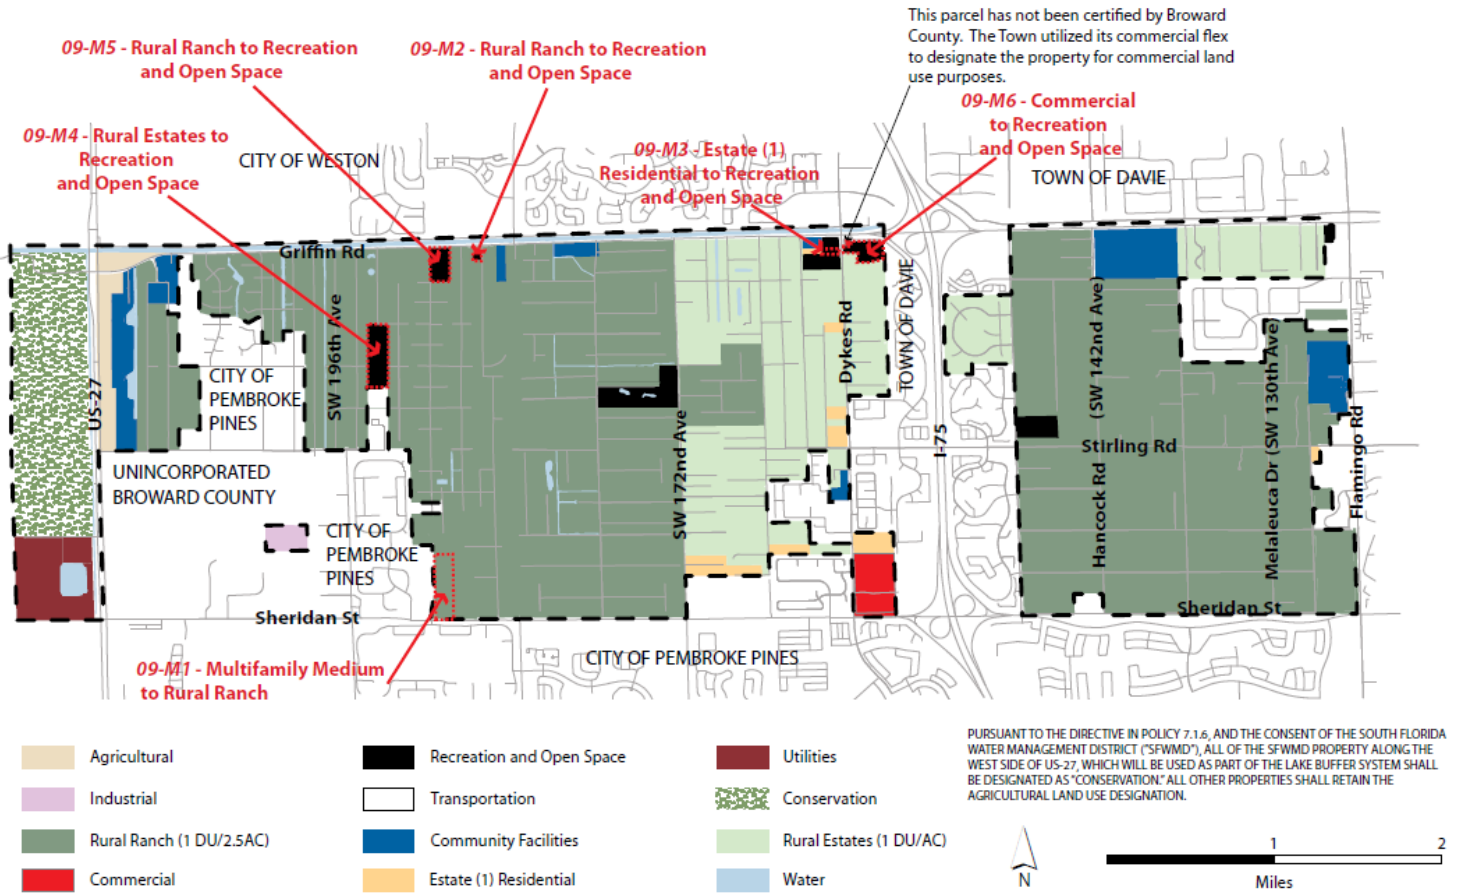 This parcel has not been certified by Broward
County. The Town utilized its commercial flex
to designate the property for commercial land
use purposes.
09-M5 - Rural Ranch to Recreation
and Open Space
09-M2 - Rural Ranch to Recreation
and Open Space
09-M6 - Commercial
to Recreation
and Open Space
09-M4 - Rural Estates to
Recreation
and Open Space
CITY OF WESTON
09-M3 - Estate (1)
Residential to Recreation
and Open Space
TOWN OF DAVIE
Griffin Rd
US-27
SW 196th Ave
CITY OF
PEMBROKE
PINES
Dykes Rd
TOWN OF DAVIE
I-75
(SW 142nd Ave)
Hancock Rd
Stirling Rd
Melaleuca Dr (SW 130th Ave)
Flamingo Rd
SW 172nd Ave
UNINCORPORATED
BROWARD COUNTY
CITY OF
PEMBROKE
PINES
Sheridan St
Sheridan St
CITY OF PEMBROKE PINES
09-M1 - Multifamily Medium
to Rural Ranch
Agricultural
Industrial
Rural Ranch (1 DU/2.5AC)
Commercial
Recreation and Open Space
Transportation
Community Facilities
Estate (1) Residential
Utilities
Conservation
Rural Estates (1 DU/AC)
Water
PURSUANT TO THE DIRECTIVE IN POLICY 7.1.6, AND THE CONSENT OF THE SOUTH FLORIDA
WATER MANAGEMENT DISTRICT ("SFWMD"), ALL OF THE SFWMD PROPERTY ALONG THE
WEST SIDE OF US-27, WHICH WILL BE USED AS PART OF THE LAKE BUFFER SYSTEM SHALL
BE DESIGNATED AS "CONSERVATION." ALL OTHER PROPERTIES SHALL RETAIN THE
AGRICULTURAL LAND USE DESIGNATION.
N
1
2
Miles